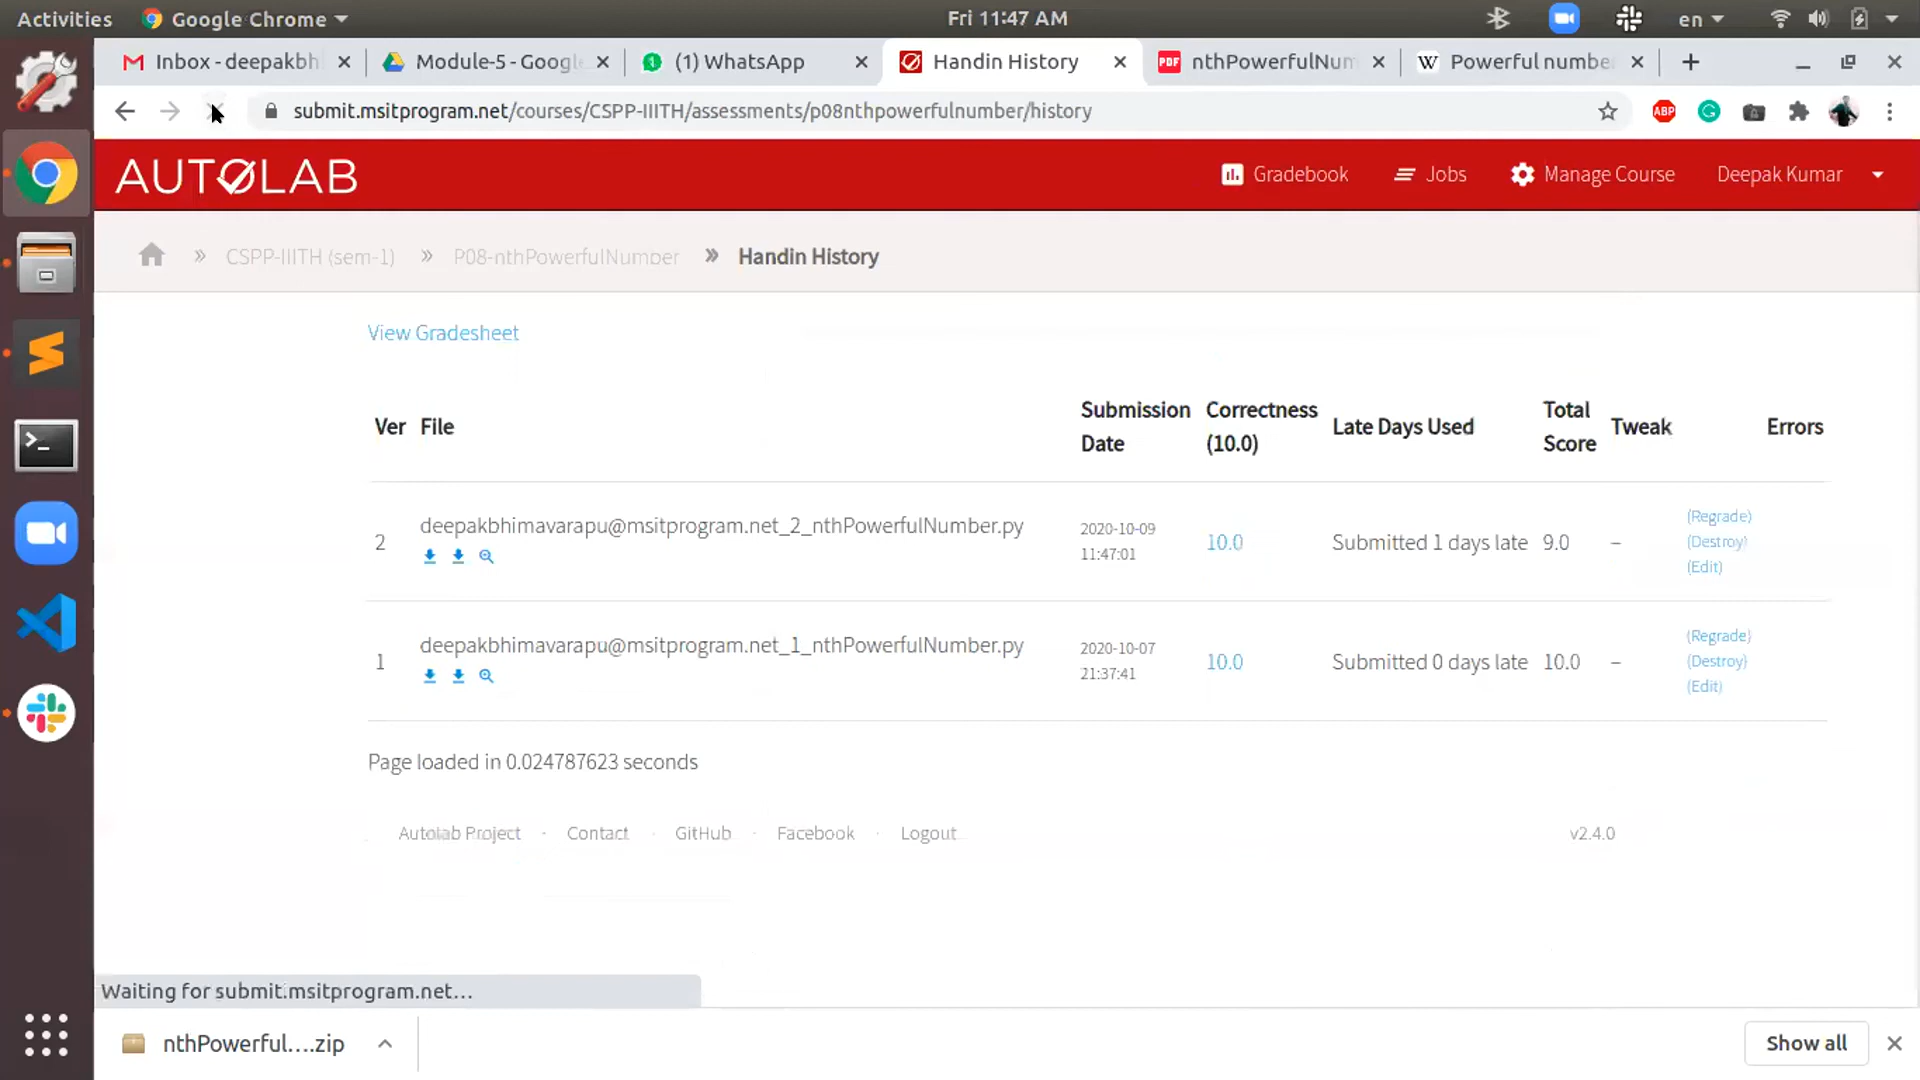 Activities Google Chrome Fri 11:47 AM en
Inbox - deepakbh Module-5 - Google (1) WhatsApp Handin History PDF nthPowerfulNum W Powerful numbe
submit.msitprogram.net/courses/CSPP-IIITH/assessments/p08nthpowerfulnumber/history ABP
AUTOLAB Gradebook Jobs Manage Course Deepak Kumar
» CSPP-IIITH (sem-1) » P08-nthPowerfulNumber » Handin History
View Gradesheet
Ver File Submission Date Correctness (10.0) Late Days Used Total Score Tweak Errors
2 deepakbhimavarapu@msitprogram.net_2_nthPowerfulNumber.py 2020-10-09 11:47:01 10.0 Submitted 1 days late 9.0 – (Regrade) (Destroy) (Edit)
1 deepakbhimavarapu@msitprogram.net_1_nthPowerfulNumber.py 2020-10-07 21:37:41 10.0 Submitted 0 days late 10.0 – (Regrade) (Destroy) (Edit)
Page loaded in 0.024787623 seconds
Autolab Project · Contact · GitHub · Facebook · Logout v2.4.0
Waiting for submit.msitprogram.net...
nthPowerful....zip Show all